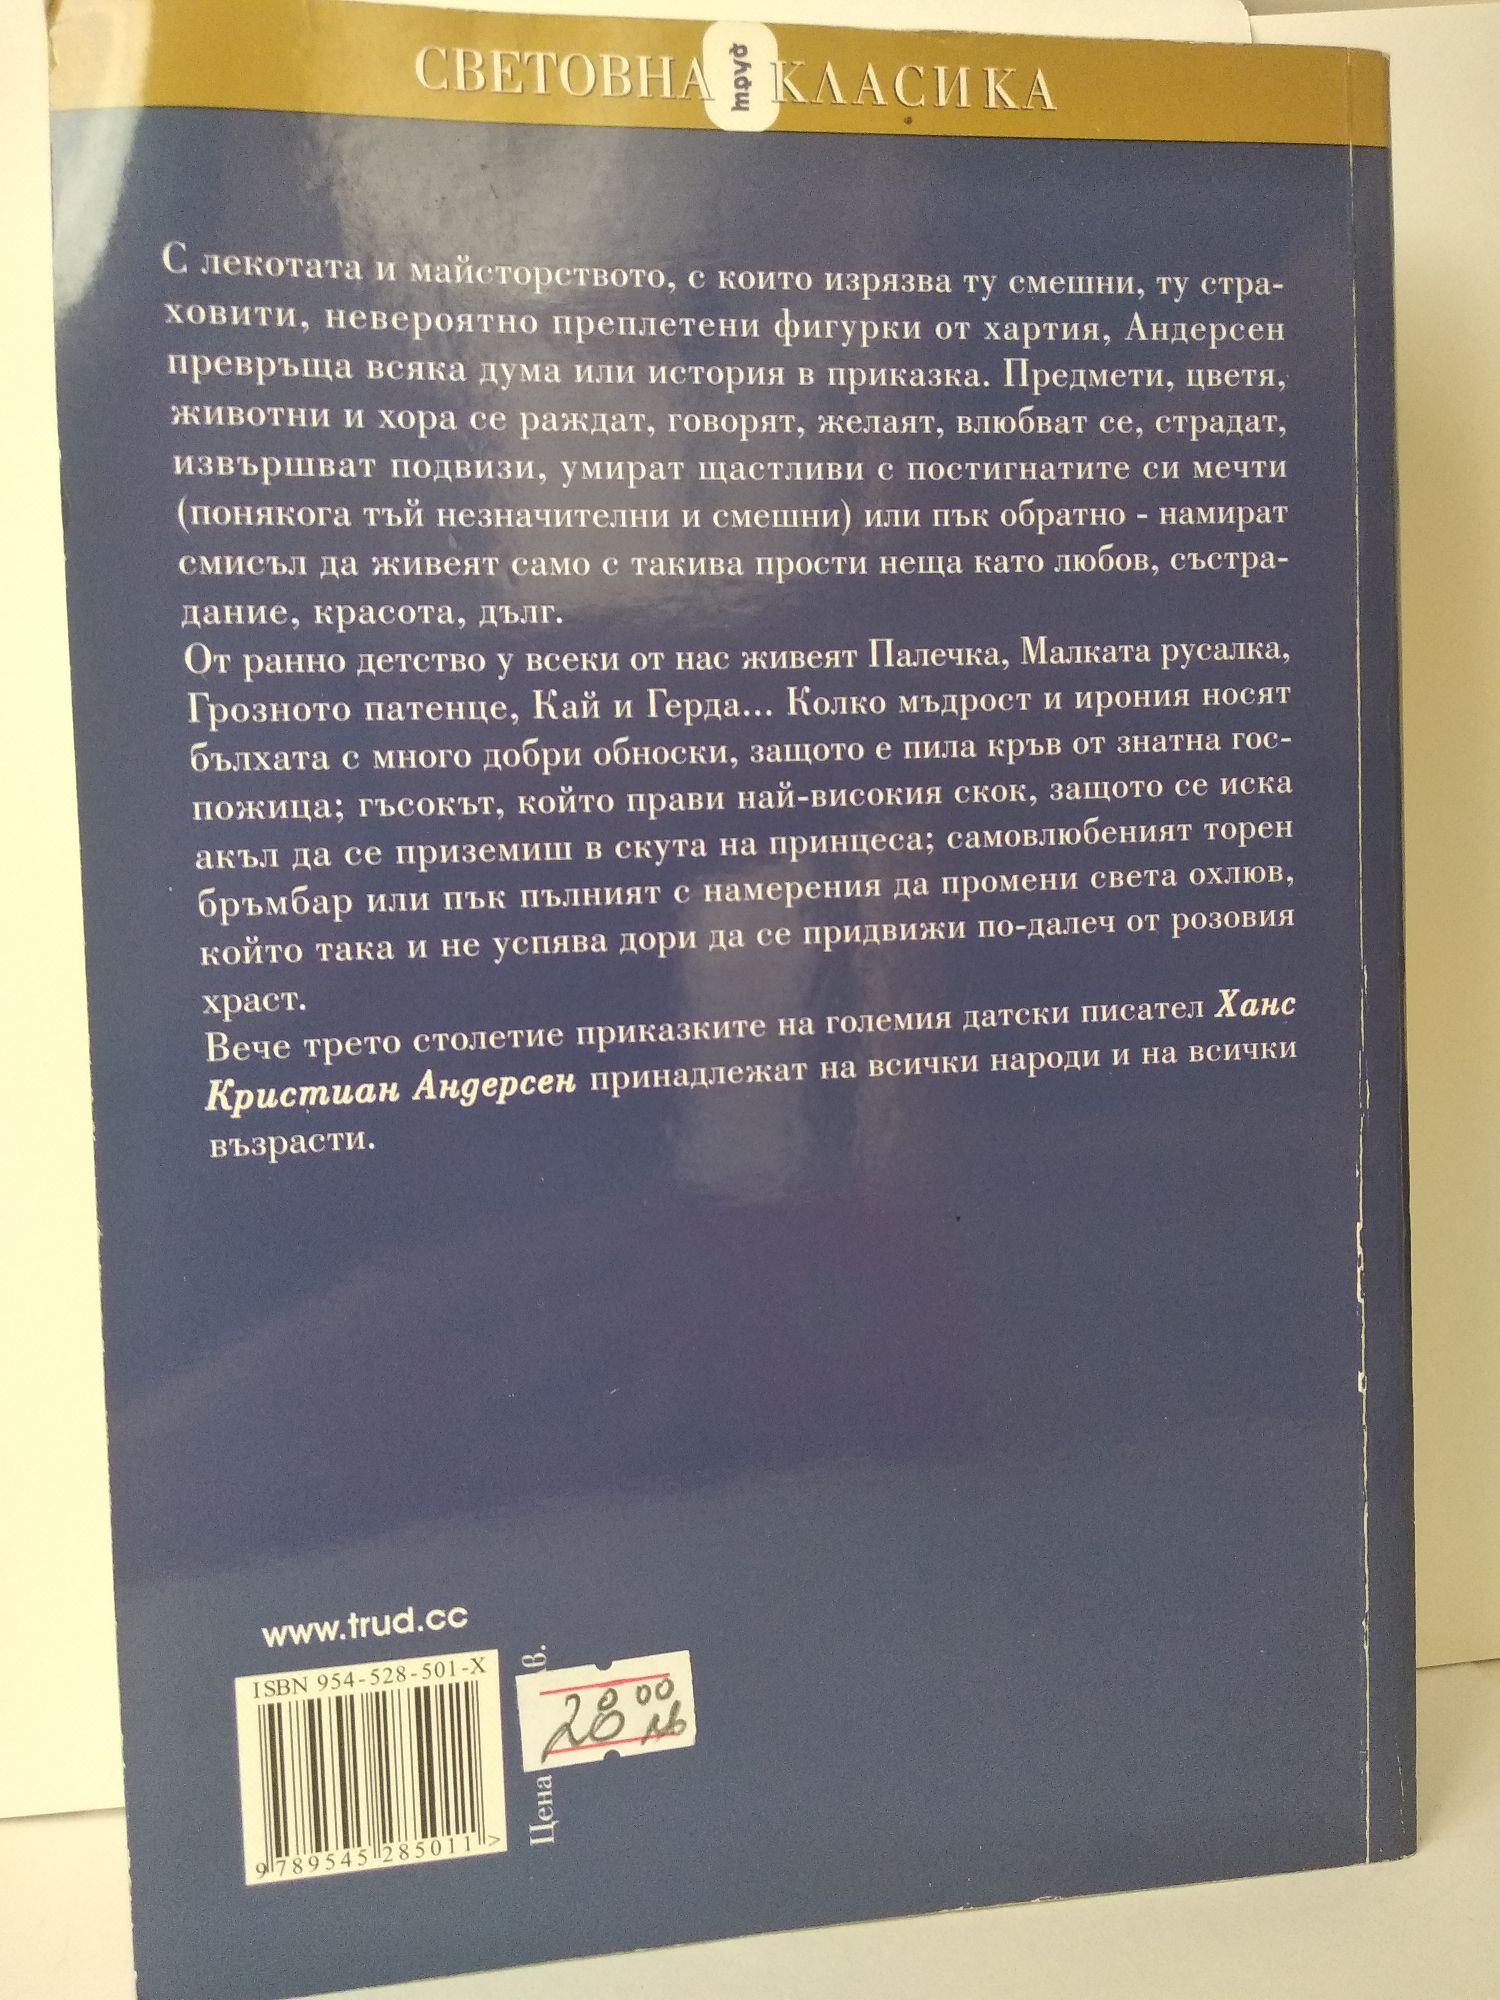 СВЕТОВНА труд КЛАСИКА
С лекотата и майсторството, с които изрязва ту смешни, ту стра-
ховити, невероятно преплетени фигурки от хартия, Андерсен
превръща всяка дума или история в приказка. Предмети, цветя,
животни и хора се раждат, говорят, желаят, влюбват се, страдат,
извършват подвизи, умират щастливи с постигнатите си мечти
(понякога тъй незначителни и смешни) или пък обратно - намират
смисъл да живеят само с такива прости неща като любов, състра-
дание, красота, дълг.
От ранно детство у всеки от нас живеят Палечка, Малката русалка,
Грозното патенце, Кай и Герда... Колко мъдрост и ирония носят
бълхата с много добри обноски, защото е пила кръв от знатна гос-
пожица; гъсокът, който прави най-високия скок, защото се иска
акъл да се приземиш в скута на принцеса; самовлюбеният торен
бръмбар или пък пълният с намерения да промени света охлюв,
който така и не успява дори да се придвижи по-далеч от розовия
храст.
Вече трето столетие приказките на големия датски писател Ханс
Кристиан Андерсен принадлежат на всички народи и на всички
възрасти.
www.trud.cc
ISBN 954-528-501-X
9 789545 285011 >
Цена
в.
28 00 лв